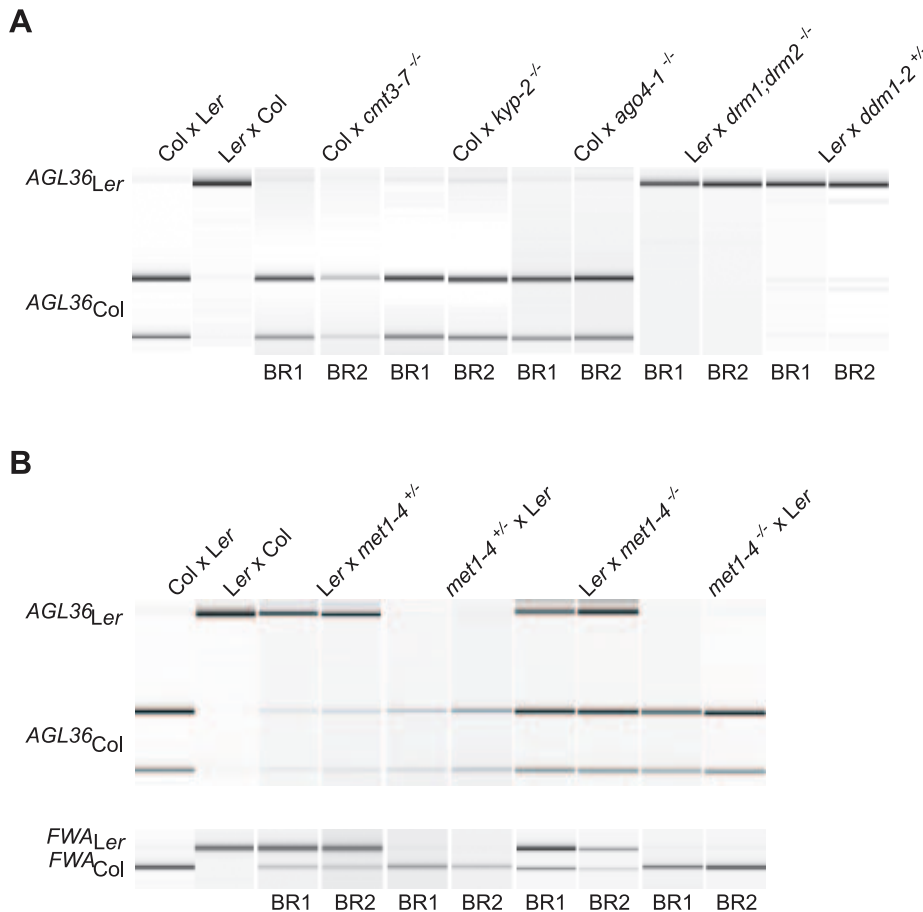 A
Col x Ler
Ler x Col
Col x cmt3-7 -/-
Col x kyp-2 -/-
Col x ago4-1 -/-
Ler x drm1;drm2 -/-
Ler x ddm1-2 +/-
AGL36Ler
AGL36Col
BR1 BR2 BR1 BR2 BR1 BR2 BR1 BR2 BR1 BR2
B
Col x Ler
Ler x Col
Ler x met1-4 +/-
met1-4 +/- x Ler
Ler x met1-4 -/-
met1-4 -/- x Ler
AGL36Ler
AGL36Col
FWALer
FWACol
BR1 BR2 BR1 BR2 BR1 BR2 BR1 BR2